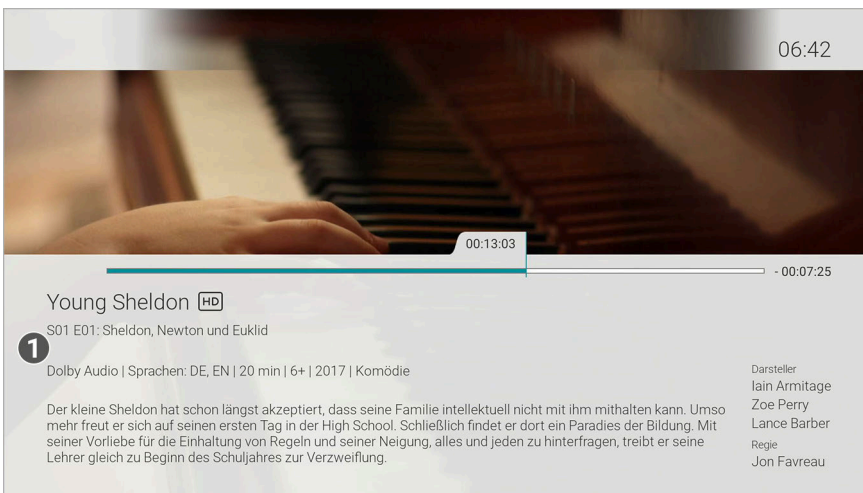 06:42
00:13:03
- 00:07:25
Young Sheldon HD
S01 E01: Sheldon, Newton und Euklid
1
Dolby Audio | Sprachen: DE, EN | 20 min | 6+ | 2017 | Komödie
Der kleine Sheldon hat schon längst akzeptiert, dass seine Familie intellektuell nicht mit ihm mithalten kann. Umso
mehr freut er sich auf seinen ersten Tag in der High School. Schließlich findet er dort ein Paradies der Bildung. Mit
seiner Vorliebe für die Einhaltung von Regeln und seiner Neigung, alles und jeden zu hinterfragen, treibt er seine
Lehrer gleich zu Beginn des Schuljahres zur Verzweiflung.
Darsteller
Iain Armitage
Zoe Perry
Lance Barber
Regie
Jon Favreau